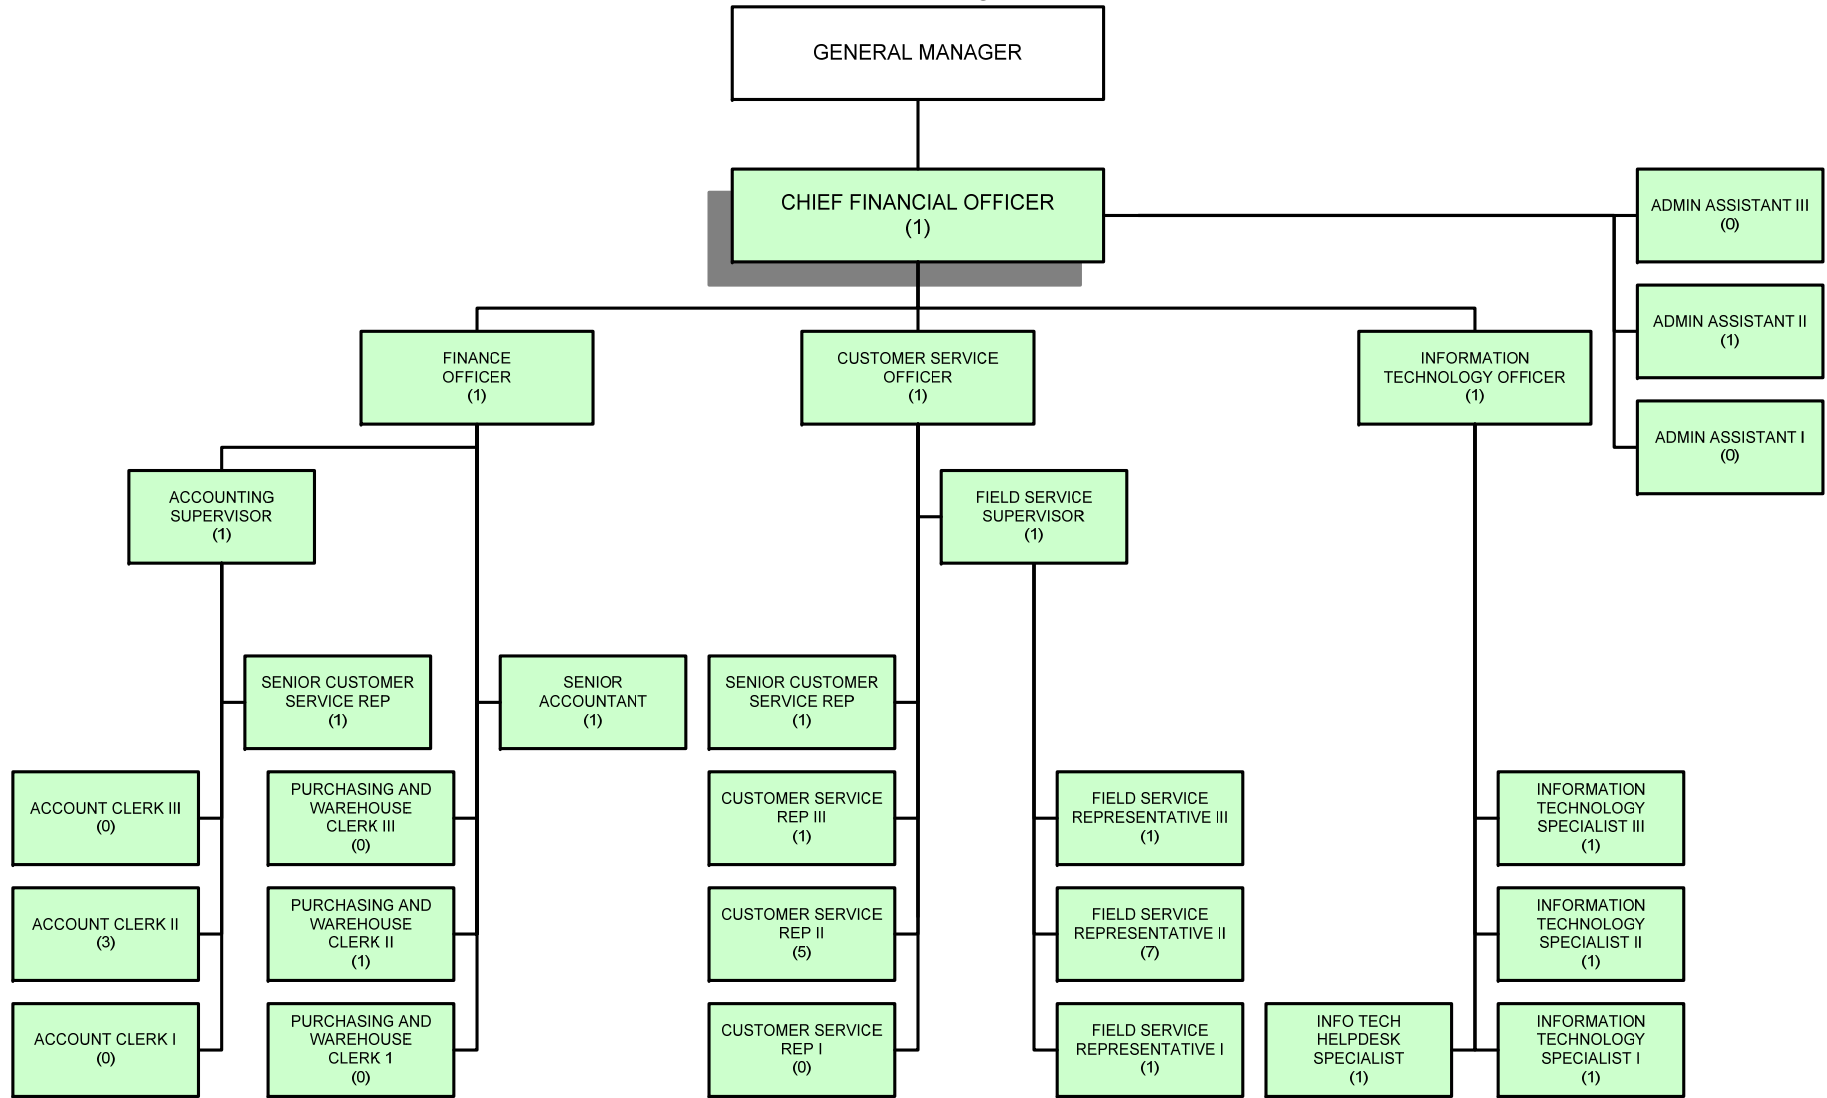 GENERAL MANAGER
CHIEF FINANCIAL OFFICER
(1)
ADMIN ASSISTANT III
(0)
ADMIN ASSISTANT II
(1)
ADMIN ASSISTANT I
(0)
FINANCE
OFFICER
(1)
CUSTOMER SERVICE
OFFICER
(1)
INFORMATION
TECHNOLOGY OFFICER
(1)
ACCOUNTING
SUPERVISOR
(1)
FIELD SERVICE
SUPERVISOR
(1)
SENIOR CUSTOMER
SERVICE REP
(1)
SENIOR
ACCOUNTANT
(1)
SENIOR CUSTOMER
SERVICE REP
(1)
ACCOUNT CLERK III
(0)
PURCHASING AND
WAREHOUSE
CLERK III
(0)
CUSTOMER SERVICE
REP III
(1)
FIELD SERVICE
REPRESENTATIVE III
(1)
INFORMATION
TECHNOLOGY
SPECIALIST III
(1)
ACCOUNT CLERK II
(3)
PURCHASING AND
WAREHOUSE
CLERK II
(1)
CUSTOMER SERVICE
REP II
(5)
FIELD SERVICE
REPRESENTATIVE II
(7)
INFORMATION
TECHNOLOGY
SPECIALIST II
(1)
ACCOUNT CLERK I
(0)
PURCHASING AND
WAREHOUSE
CLERK 1
(0)
CUSTOMER SERVICE
REP I
(0)
FIELD SERVICE
REPRESENTATIVE I
(1)
INFO TECH
HELPDESK
SPECIALIST
(1)
INFORMATION
TECHNOLOGY
SPECIALIST I
(1)